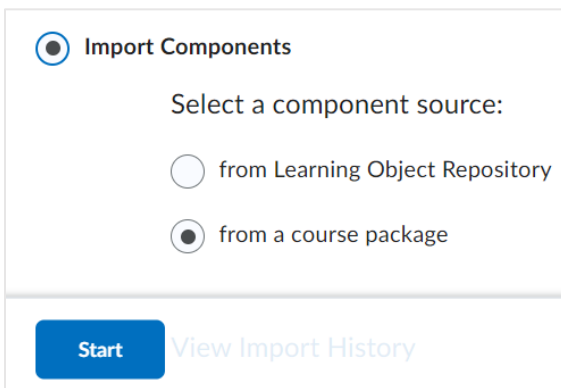 Import Components
Select a component source:
from Learning Object Repository
from a course package
Start View Import History